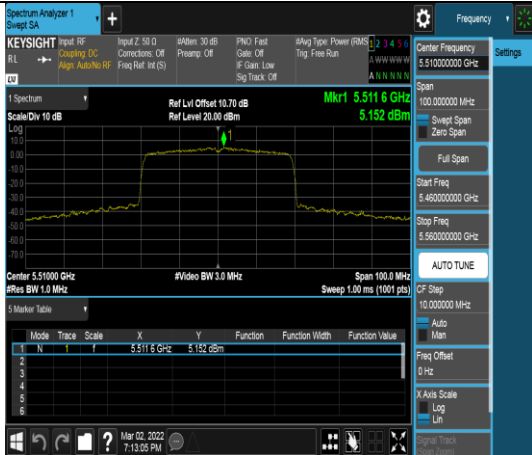 Spectrum Analyzer 1
Swept SA
+
Frequency
KEYSIGHT
Input: RF
Coupling: DC
Align: Auto/No RF
Input Z: 50 Ω
Corrections: Off
Freq Ref: Int (S)
#Atten: 30 dB
Preamp: Off
PNO: Fast
Gate: Off
IF Gain: Low
Sig Track: Off
#Avg Type: Power (RMS)
Trig: Free Run
1 2 3 4 5 6
A W W W W W
A N N N N N
R L
LXI
Center Frequency
5.510000000 GHz
Settings
Span
100.000000 MHz
Swept Span
Zero Span
Full Span
Start Freq
5.460000000 GHz
Stop Freq
5.560000000 GHz
AUTO TUNE
CF Step
10.000000 MHz
Auto
Man
Freq Offset
0 Hz
X Axis Scale
Log
Lin
Signal Track
(Span Zoom)
1 Spectrum
Scale/Div 10 dB
Ref Lvl Offset 10.70 dB
Ref Level 20.00 dBm
Mkr1 5.511 6 GHz
5.152 dBm
Log
10.0
0.00
-10.0
-20.0
-30.0
-40.0
-50.0
-60.0
-70.0
1
Center 5.51000 GHz
#Res BW 1.0 MHz
#Video BW 3.0 MHz
Span 100.0 MHz
Sweep 1.00 ms (1001 pts)
5 Marker Table
Mode Trace Scale X Y Function Function Width Function Value
1 N 1 f 5.511 6 GHz 5.152 dBm
2
3
4
5
6
?
Mar 02, 2022
7:13:05 PM